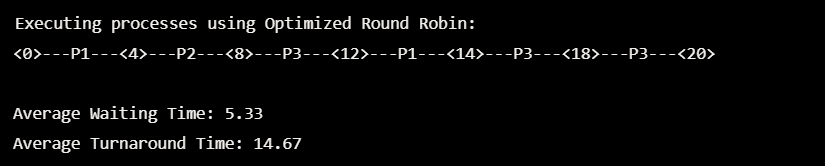 Executing processes using Optimized Round Robin:
<0>---P1---<4>---P2---<8>---P3---<12>---P1---<14>---P3---<18>---P3---<20>
Average Waiting Time: 5.33
Average Turnaround Time: 14.67